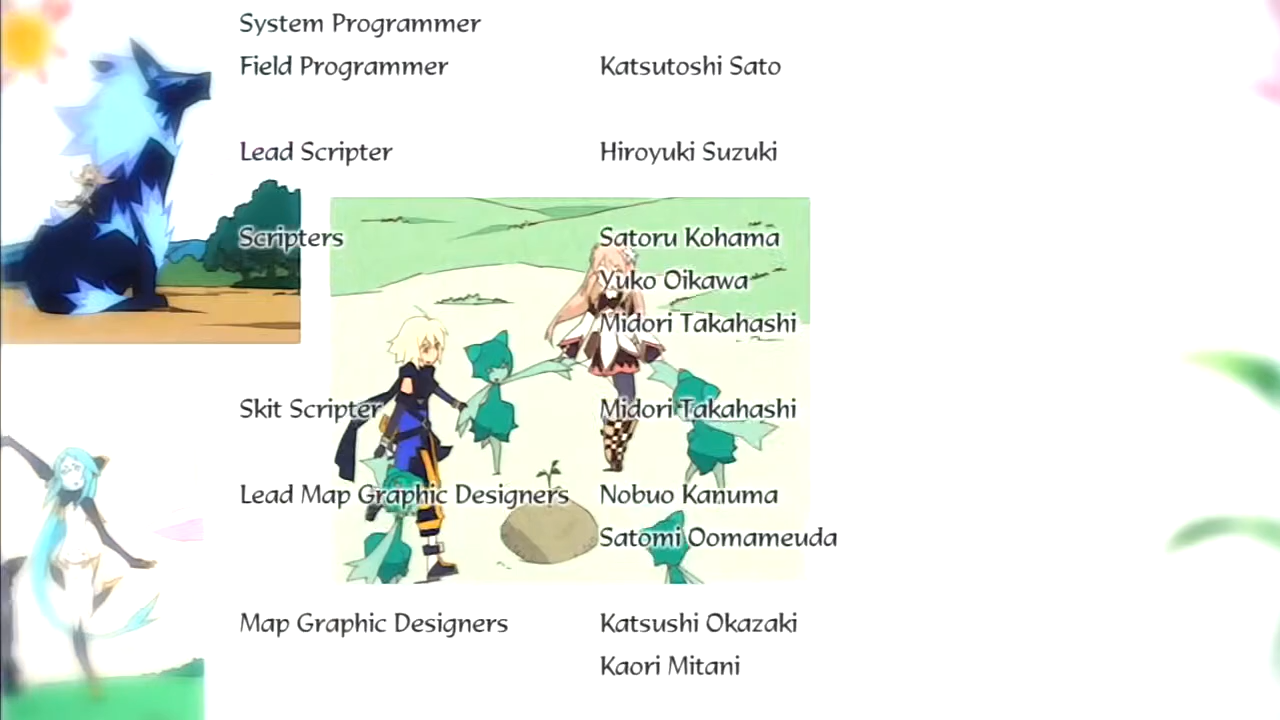 System Programmer
Field Programmer Katsutoshi Sato
Lead Scripter Hiroyuki Suzuki
Scripters Satoru Kohama
Yuko Oikawa
Midori Takahashi
Skit Scripter Midori Takahashi
Lead Map Graphic Designers Nobuo Kanuma
Satomi Oomameuda
Map Graphic Designers Katsushi Okazaki
Kaori Mitani